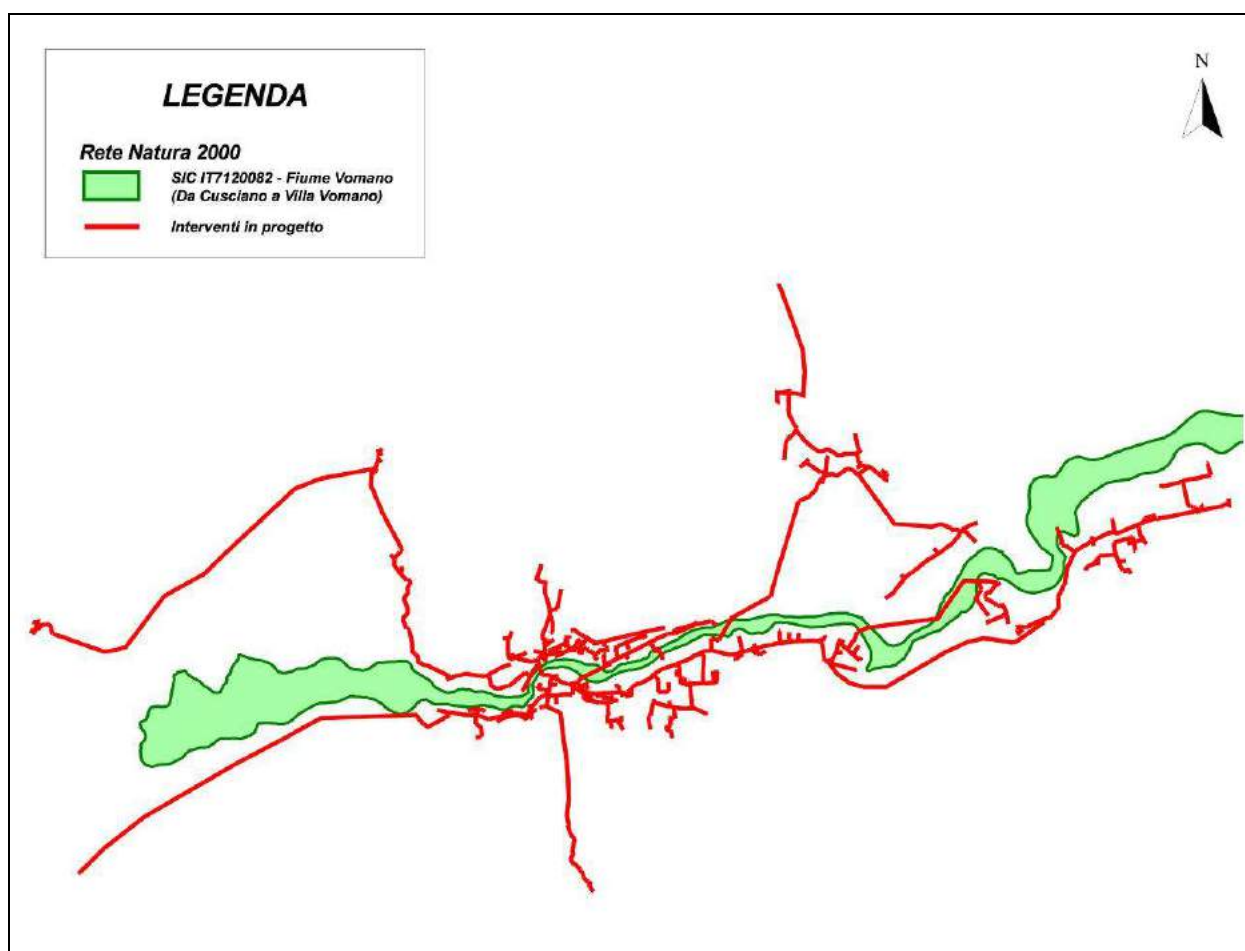 LEGENDA
N
Rete Natura 2000
SIC IT7120082 - Fiume Vomano
(Da Cusciano a Villa Vomano)
Interventi in progetto